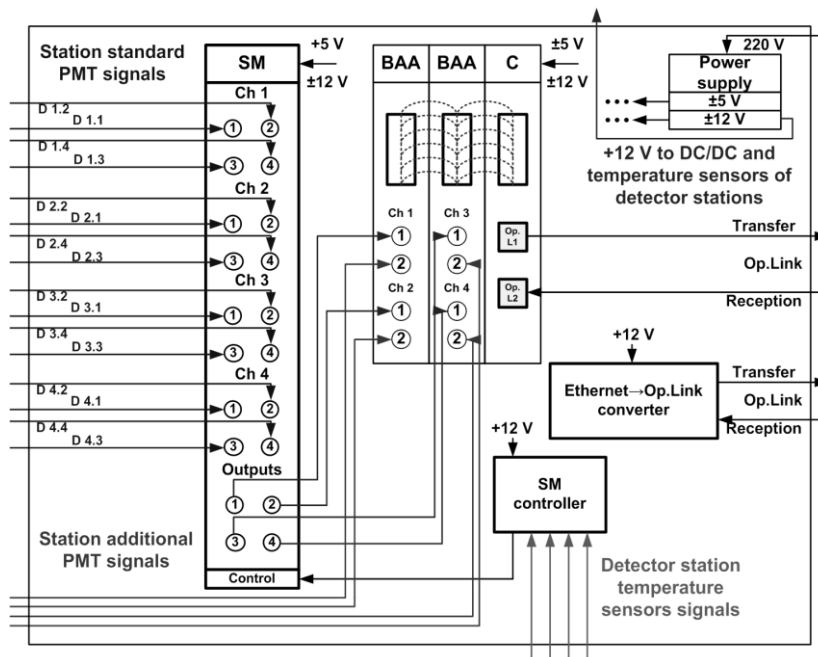 Station standard
PMT signals
D 1.2
D 1.1
D 1.4
D 1.3
D 2.2
D 2.1
D 2.4
D 2.3
D 3.2
D 3.1
D 3.4
D 3.3
D 4.2
D 4.1
D 4.4
D 4.3
Station additional
PMT signals
SM
Ch 1
1 2
3 4
Ch 2
1 2
3 4
Ch 3
1 2
3 4
Ch 4
1 2
3 4
Outputs
1 2
3 4
Control
+5 V
±12 V
BAA BAA C
±5 V
±12 V
Ch 1
1
2
Ch 2
1
2
Ch 3
1
2
Ch 4
1
2
Op.
L1
Op.
L2
220 V
Power
supply
±5 V
±12 V
+12 V to DC/DC and
temperature sensors of
detector stations
Transfer
Op.Link
Reception
+12 V
Ethernet→Op.Link
converter
Transfer
Op.Link
Reception
+12 V
SM
controller
Detector station
temperature
sensors signals